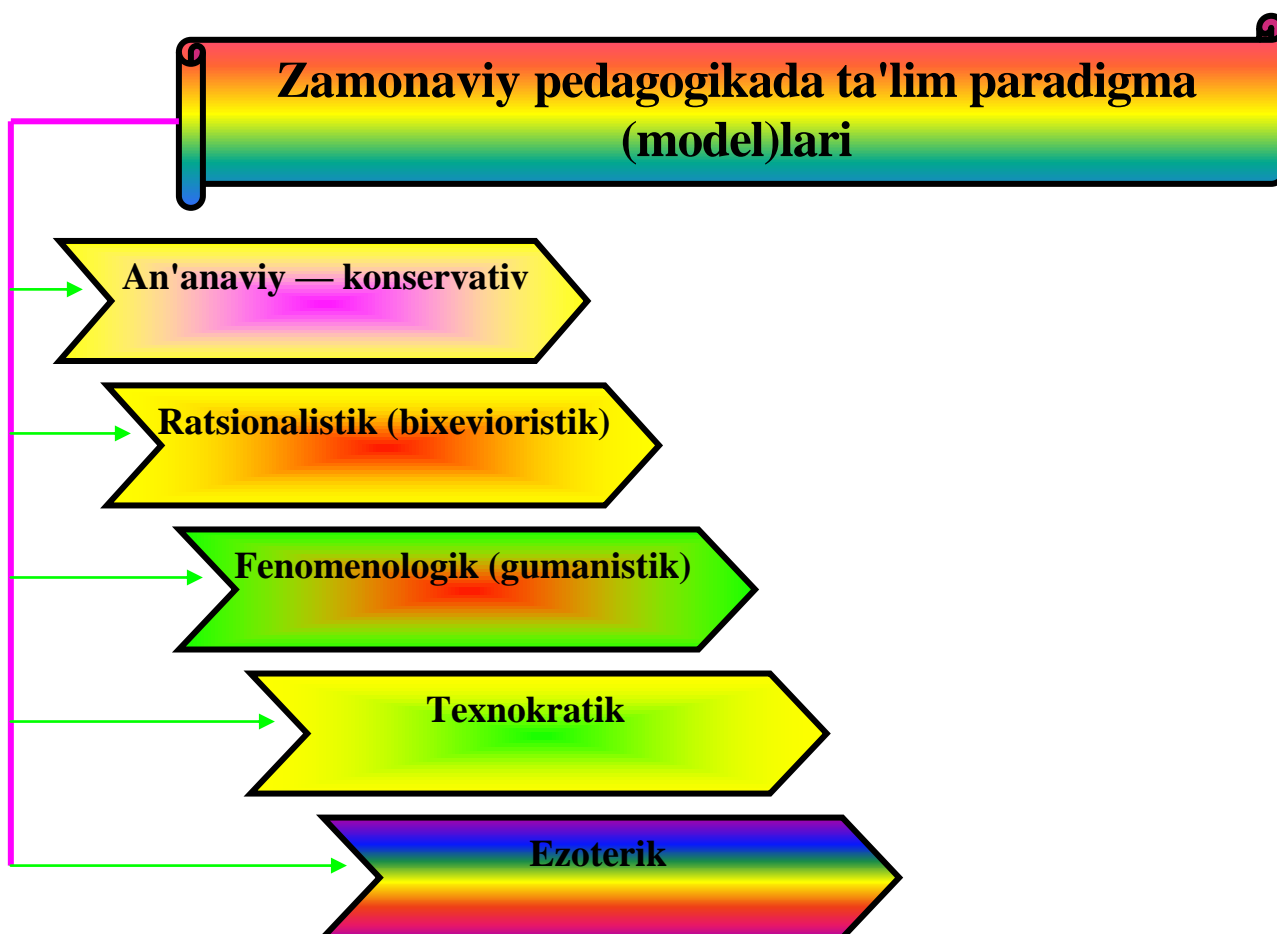 Zamonaviy pedagogikada ta'lim paradigma
(model)lari
An'anaviy — konservativ
Ratsionalistik (bixevioristik)
Fenomenologik (gumanistik)
Texnokratik
Ezoterik